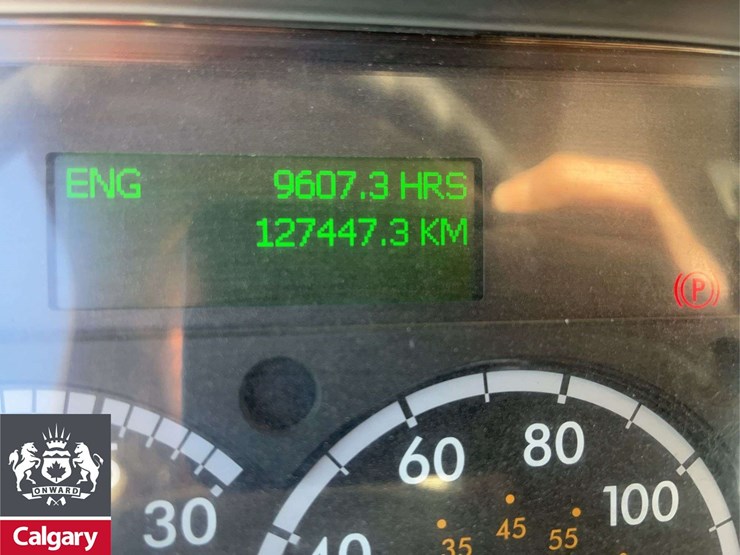 ENG 9607.3 HRS
127447.3 KM
P
60 80 100
30 40
35 45 55
ONWARD
Calgary